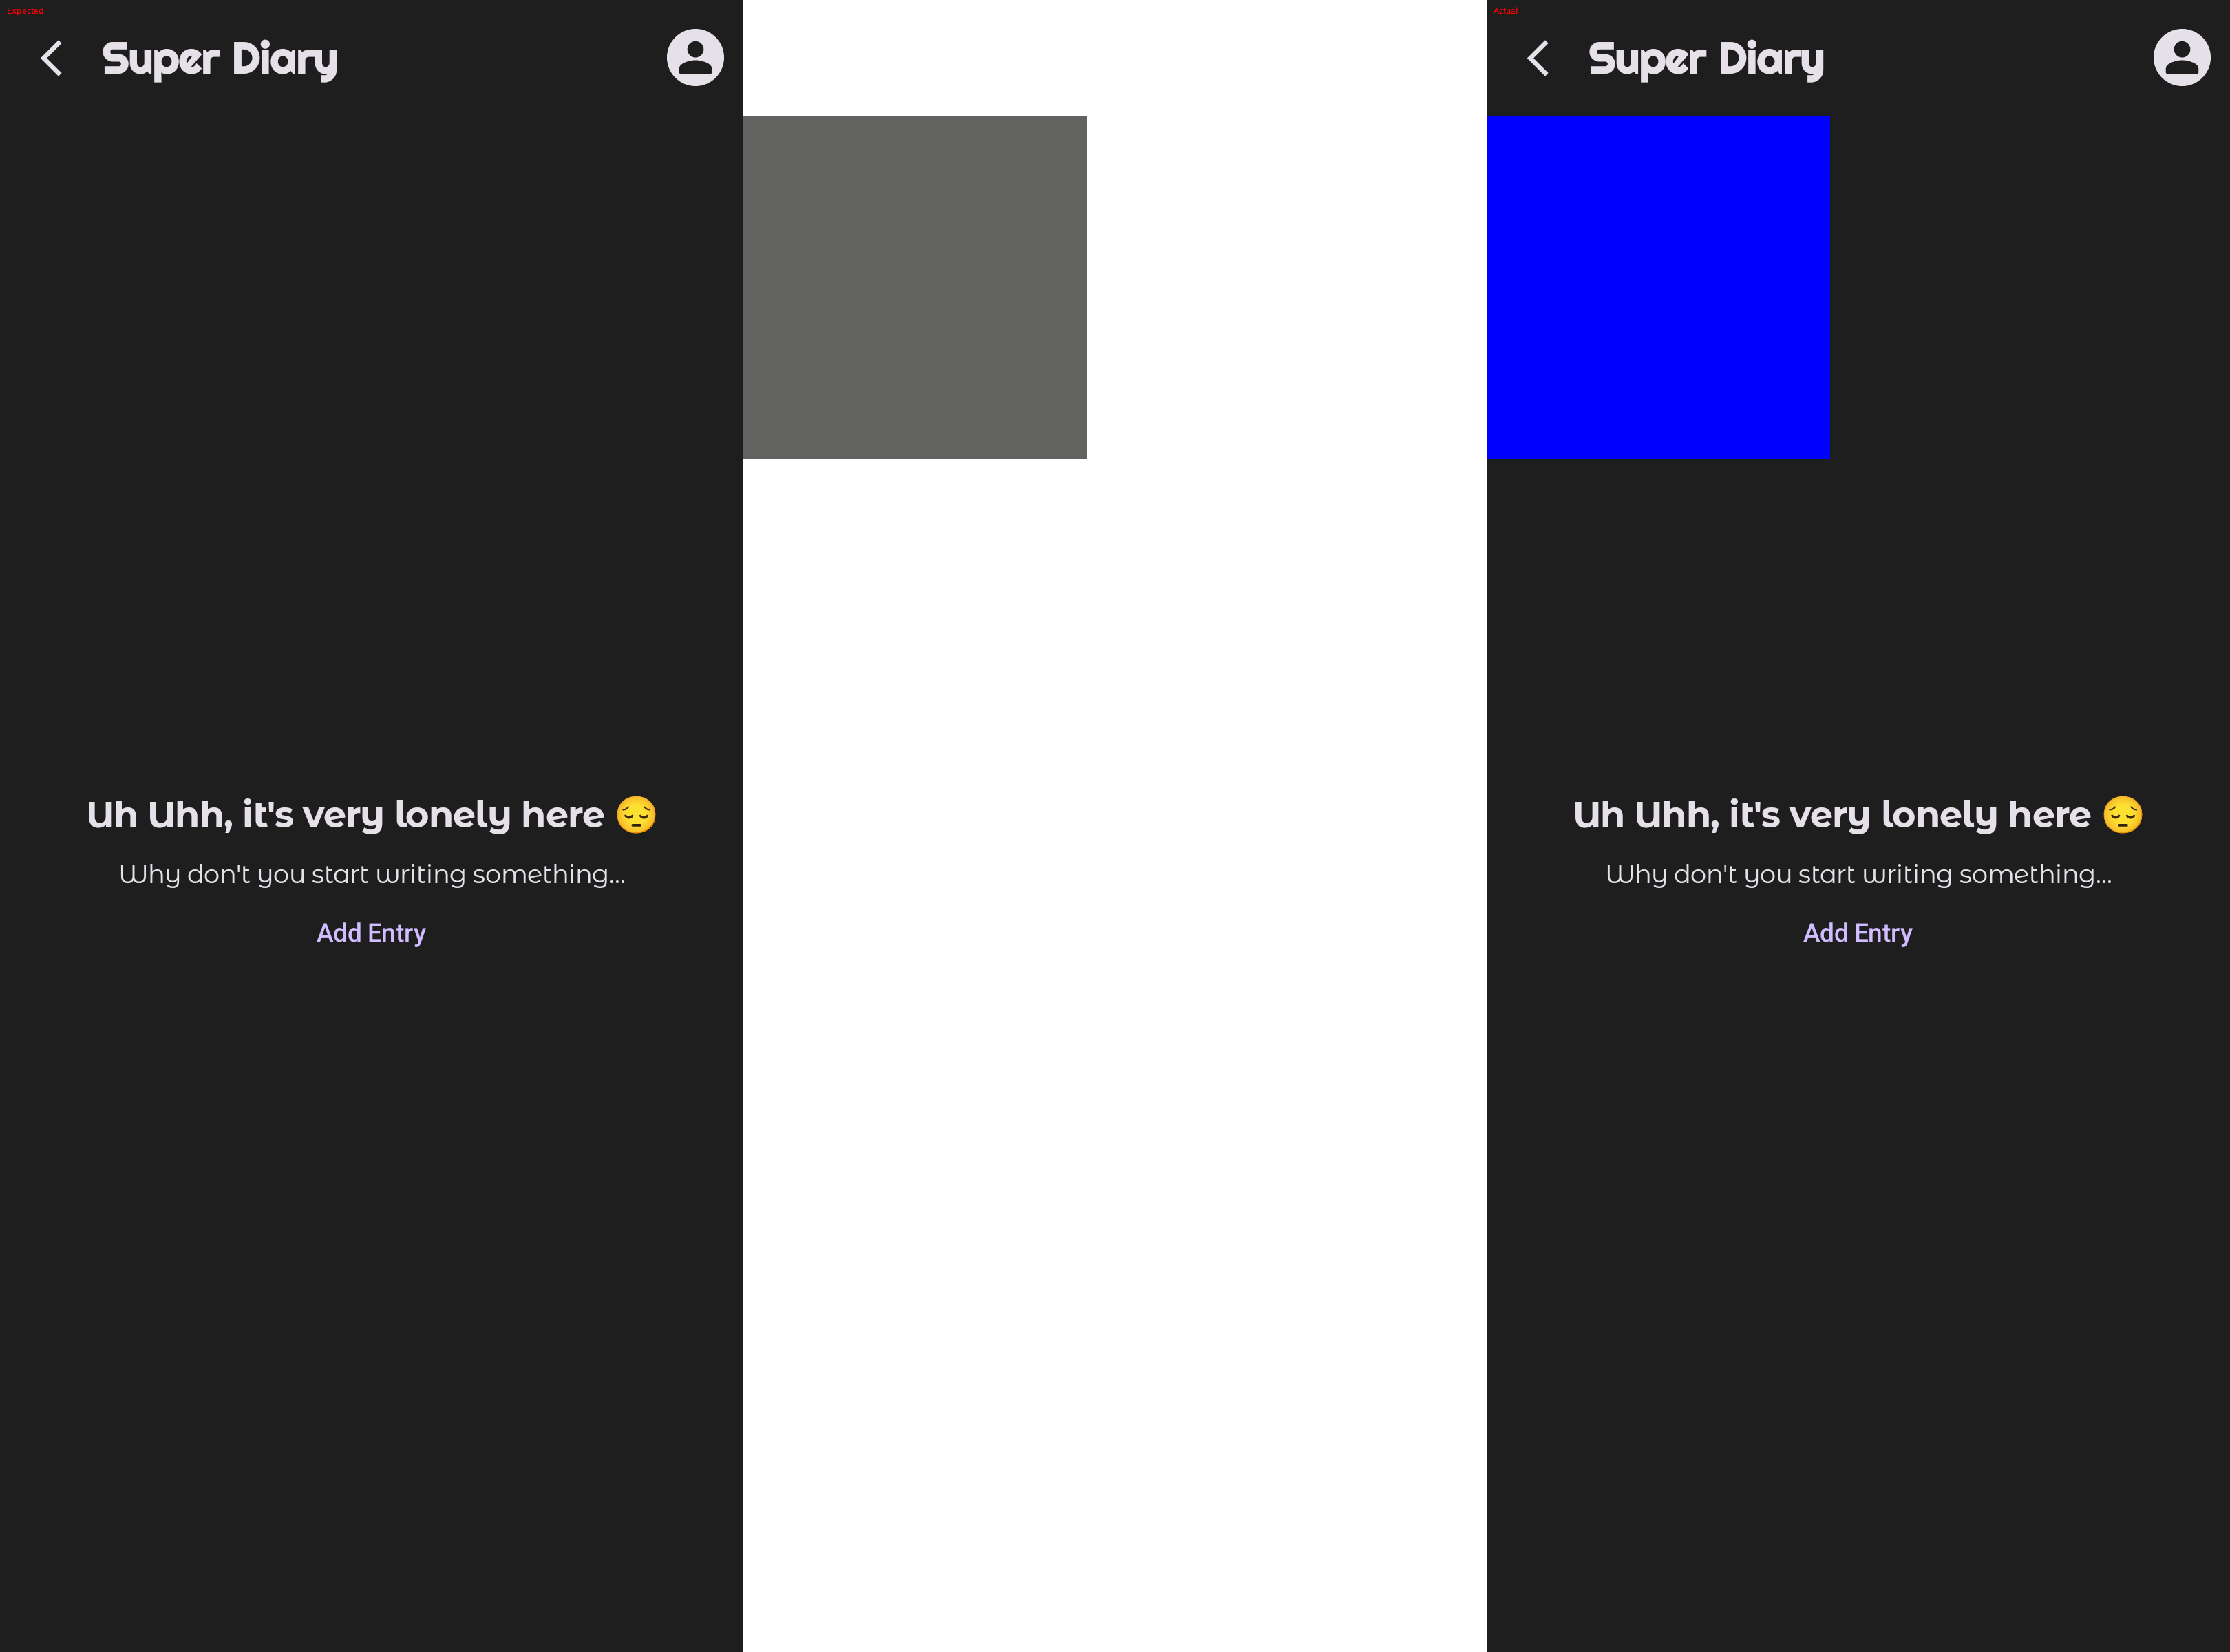 Expected
Super Diary
Uh Uhh, it's very lonely here 😔
Why don't you start writing something...
Add Entry
Actual
Super Diary
Uh Uhh, it's very lonely here 😔
Why don't you start writing something...
Add Entry